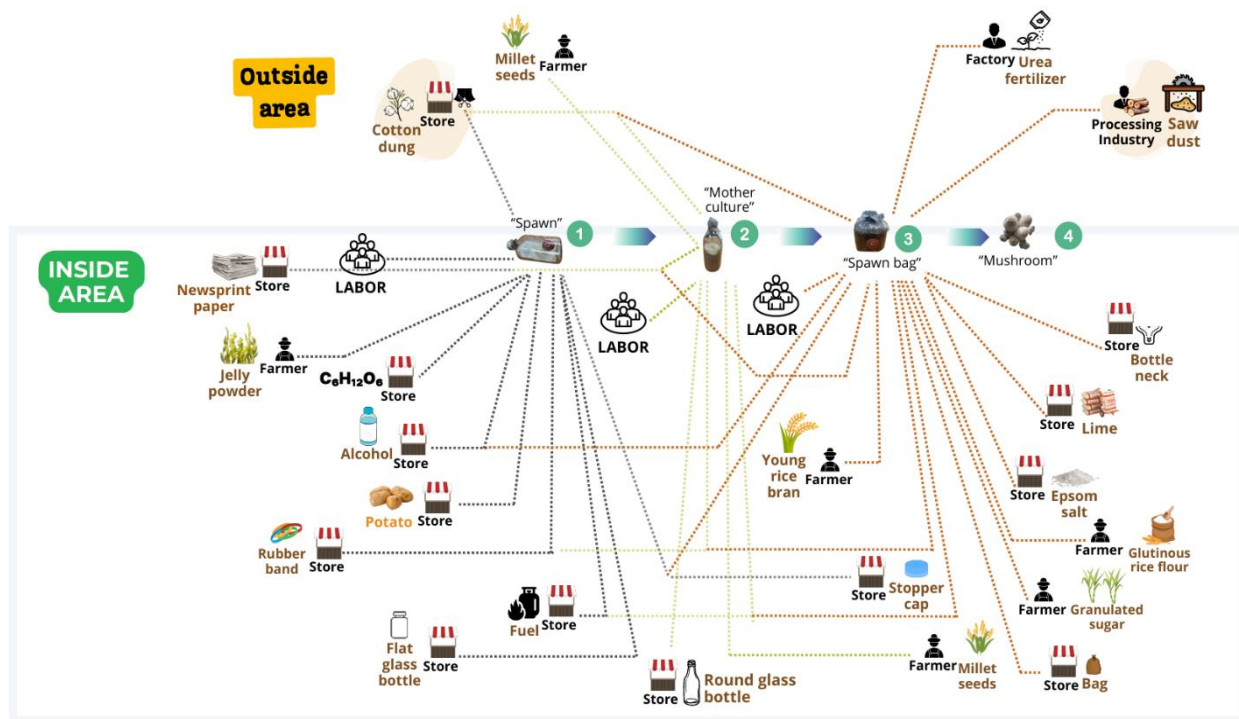 Outside
area
Millet
seeds
Farmer
Cotton
dung
Store
Factory
Urea
fertilizer
Processing
Industry
Saw
dust
"Spawn"
1
"Mother
culture"
2
3
"Spawn bag"
4
"Mushroom"
INSIDE
AREA
Newsprint
paper
Store
LABOR
LABOR
LABOR
Jelly
powder
Farmer
C₆H₁₂O₆
Store
Alcohol
Store
Potato
Store
Rubber
band
Store
Fuel
Store
Flat
glass
bottle
Store
Store
Round glass
bottle
Young
rice
bran
Farmer
Store
Stopper
cap
Farmer
Millet
seeds
Store
Bottle
neck
Store
Lime
Store
Epsom
salt
Farmer
Glutinous
rice flour
Farmer
Granulated
sugar
Store
Bag